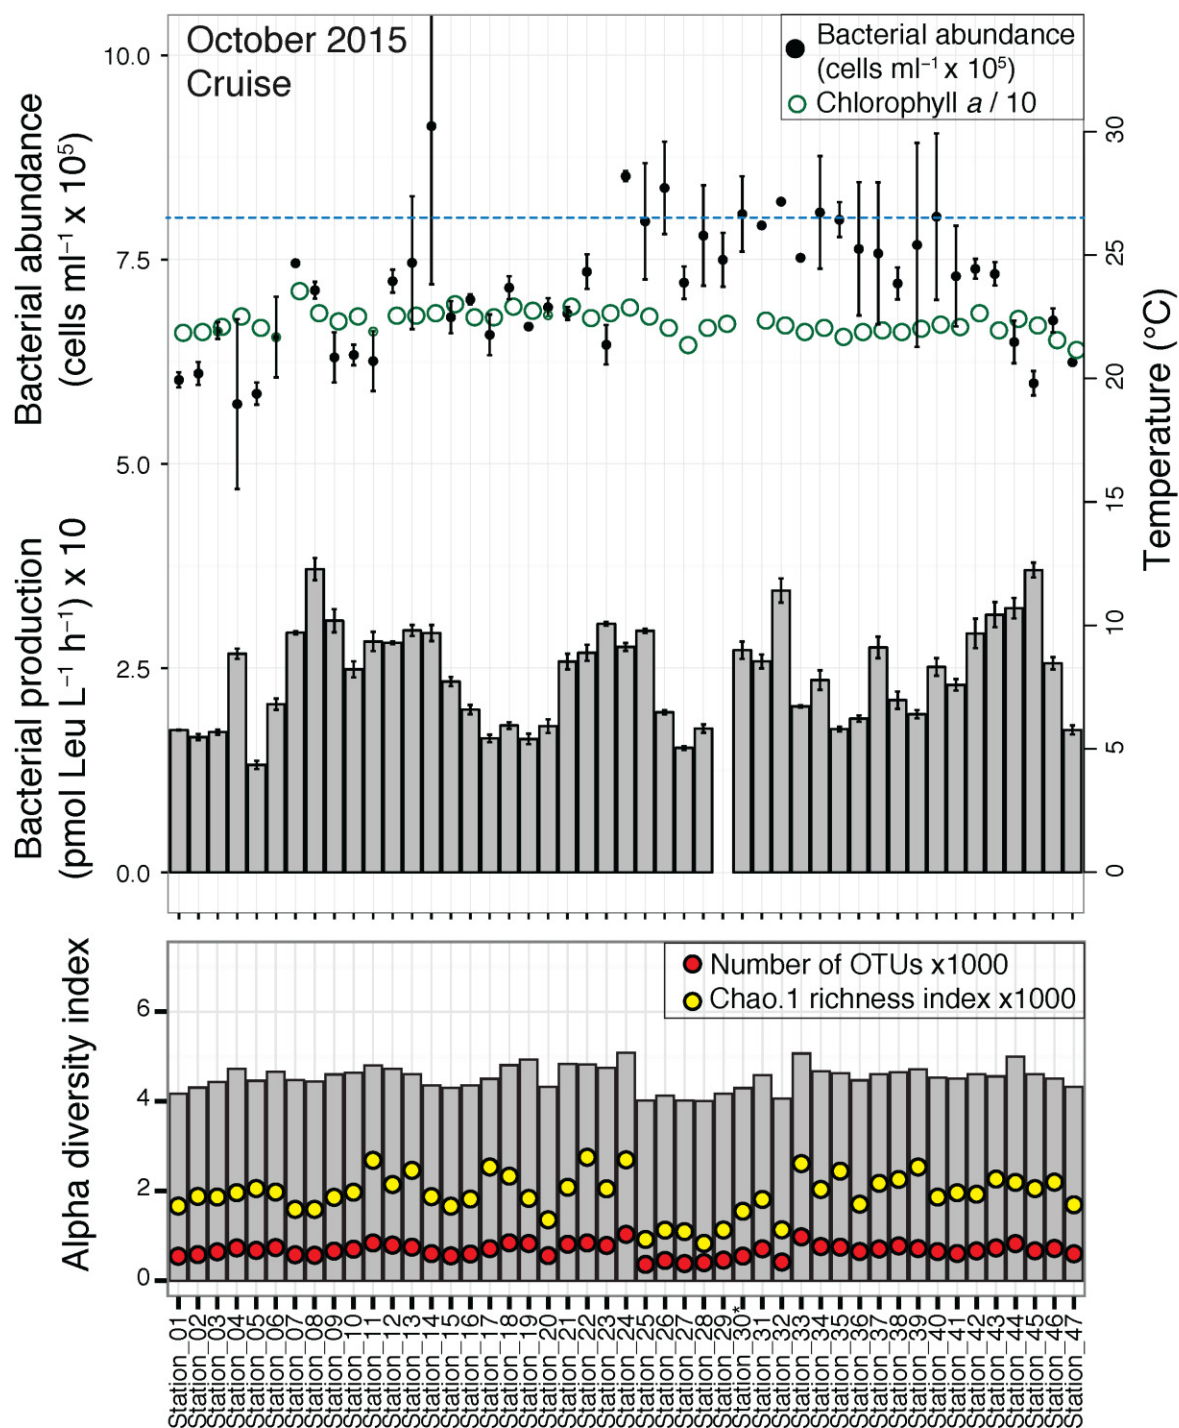 October 2015
Cruise
Bacterial abundance
(cells ml⁻¹ x 10⁵)
Chlorophyll a / 10
Bacterial abundance
(cells ml⁻¹ x 10⁵)
10.0
7.5
5.0
2.5
0.0
Bacterial production
(pmol Leu L⁻¹ h⁻¹) x 10
30
25
20
15
10
5
0
Temperature (°C)
Number of OTUs x1000
Chao.1 richness index x1000
Alpha diversity index
6
4
2
0
Station_01
Station_02
Station_03
Station_04
Station_05
Station_06
Station_07
Station_08
Station_09
Station_10
Station_11
Station_12
Station_13
Station_14
Station_15
Station_16
Station_17
Station_18
Station_19
Station_20
Station_21
Station_22
Station_23
Station_24
Station_25
Station_26
Station_27
Station_28
Station_29
Station_30*
Station_31
Station_32
Station_33
Station_34
Station_35
Station_36
Station_37
Station_38
Station_39
Station_40
Station_41
Station_42
Station_43
Station_44
Station_45
Station_46
Station_47